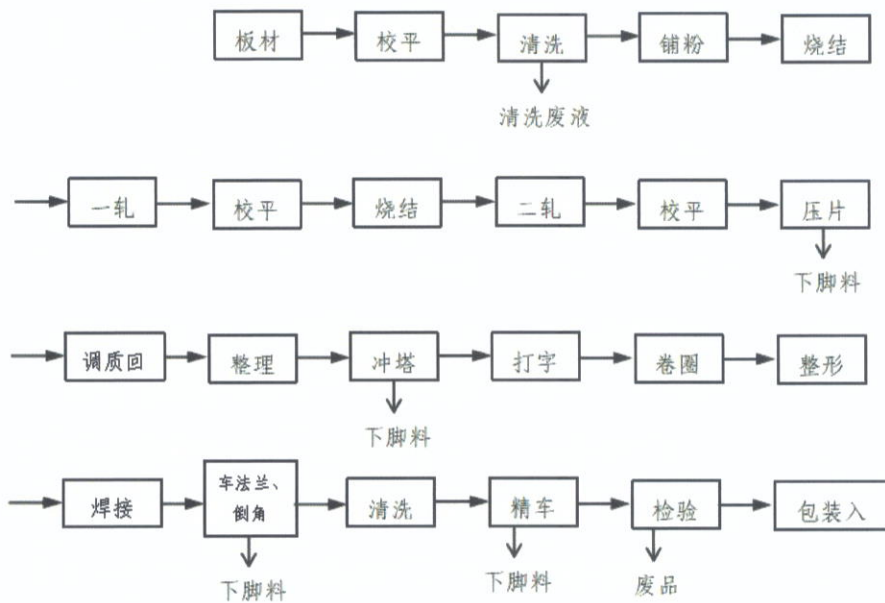 板材 校平 清洗 铺粉 烧结
清洗废液
一轧 校平 烧结 二轧 校平 压片
下脚料
调质回 整理 冲塔 打字 卷圈 整形
下脚料
焊接 车法兰、倒角 清洗 精车 检验 包装入
下脚料 下脚料 废品